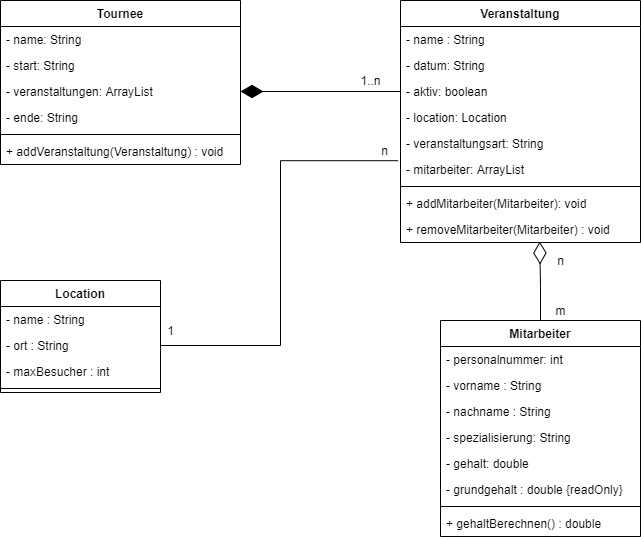 Tournee
- name: String
- start: String
- veranstaltungen: ArrayList
- ende: String
+ addVeranstaltung(Veranstaltung) : void
1..n
n
Veranstaltung
- name : String
- datum: String
- aktiv: boolean
- location: Location
- veranstaltungsart: String
- mitarbeiter: ArrayList
+ addMitarbeiter(Mitarbeiter): void
+ removeMitarbeiter(Mitarbeiter) : void
n
m
Location
- name : String
- ort : String
- maxBesucher : int
1
Mitarbeiter
- personalnummer: int
- vorname : String
- nachname : String
- spezialisierung: String
- gehalt: double
- grundgehalt : double {readOnly}
+ gehaltBerechnen() : double